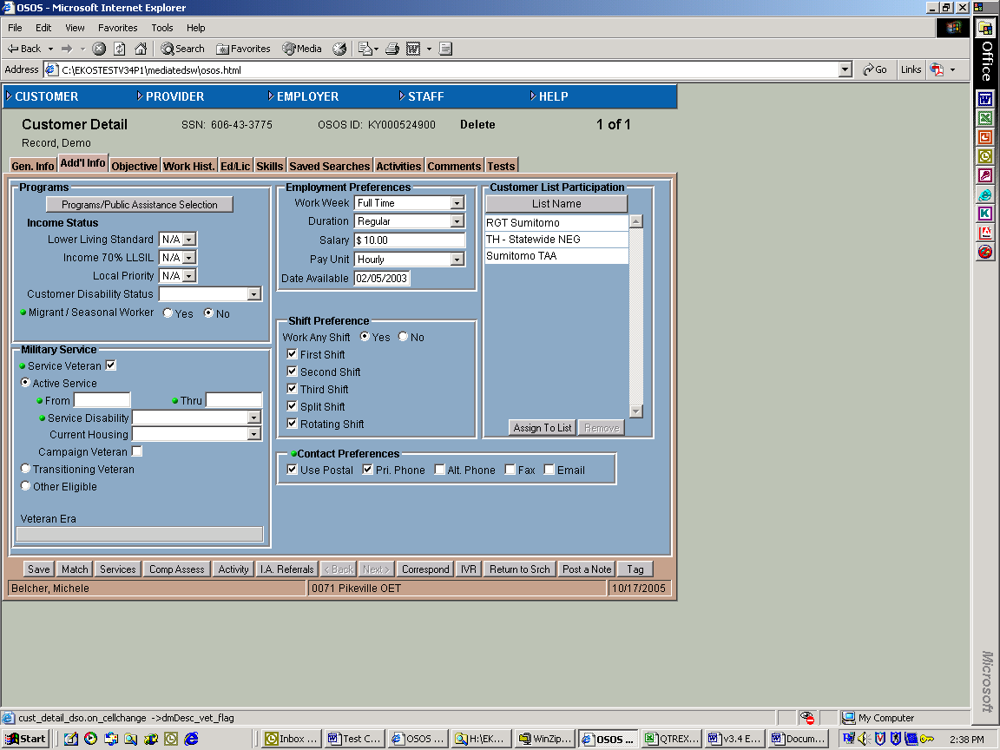 OSOS - Microsoft Internet Explorer
File Edit View Favorites Tools Help
Back Search Favorites Media
Address C:\EKOSTESTV34P1\mediatedsw\osos.html Go Links
Office
CUSTOMER PROVIDER EMPLOYER STAFF HELP
Customer Detail SSN: 606-43-3775 OSOS ID: KY000524900 Delete 1 of 1
Record, Demo
Gen. Info Add'l Info Objective Work Hist. Ed/Lic Skills Saved Searches Activities Comments Tests
Programs
Programs/Public Assistance Selection
Income Status
Lower Living Standard N/A
Income 70% LLSIL N/A
Local Priority N/A
Customer Disability Status
Migrant / Seasonal Worker Yes No
Military Service
Service Veteran
Active Service
From Thru
Service Disability
Current Housing
Campaign Veteran
Transitioning Veteran
Other Eligible
Veteran Era
Employment Preferences
Work Week Full Time
Duration Regular
Salary $ 10.00
Pay Unit Hourly
Date Available 02/05/2003
Shift Preference
Work Any Shift Yes No
First Shift
Second Shift
Third Shift
Split Shift
Rotating Shift
Customer List Participation
List Name
RGT Sumitomo
TH - Statewide NEG
Sumitomo TAA
Assign To List Remove
Contact Preferences
Use Postal Pri. Phone Alt. Phone Fax Email
Save Match Services Comp Assess Activity I.A. Referrals < Back Next > Correspond IVR Return to Srch Post a Note Tag
Belcher, Michele 0071 Pikeville OET 10/17/2005
Microsoft
cust_detail_dso.on_cellchange ->dmDesc_vet_flag My Computer
Start Inbox ... Test C... OSOS ... H:\EK... WinZip... OSOS ... QTREX... v3.4 E... Docum... 2:38 PM